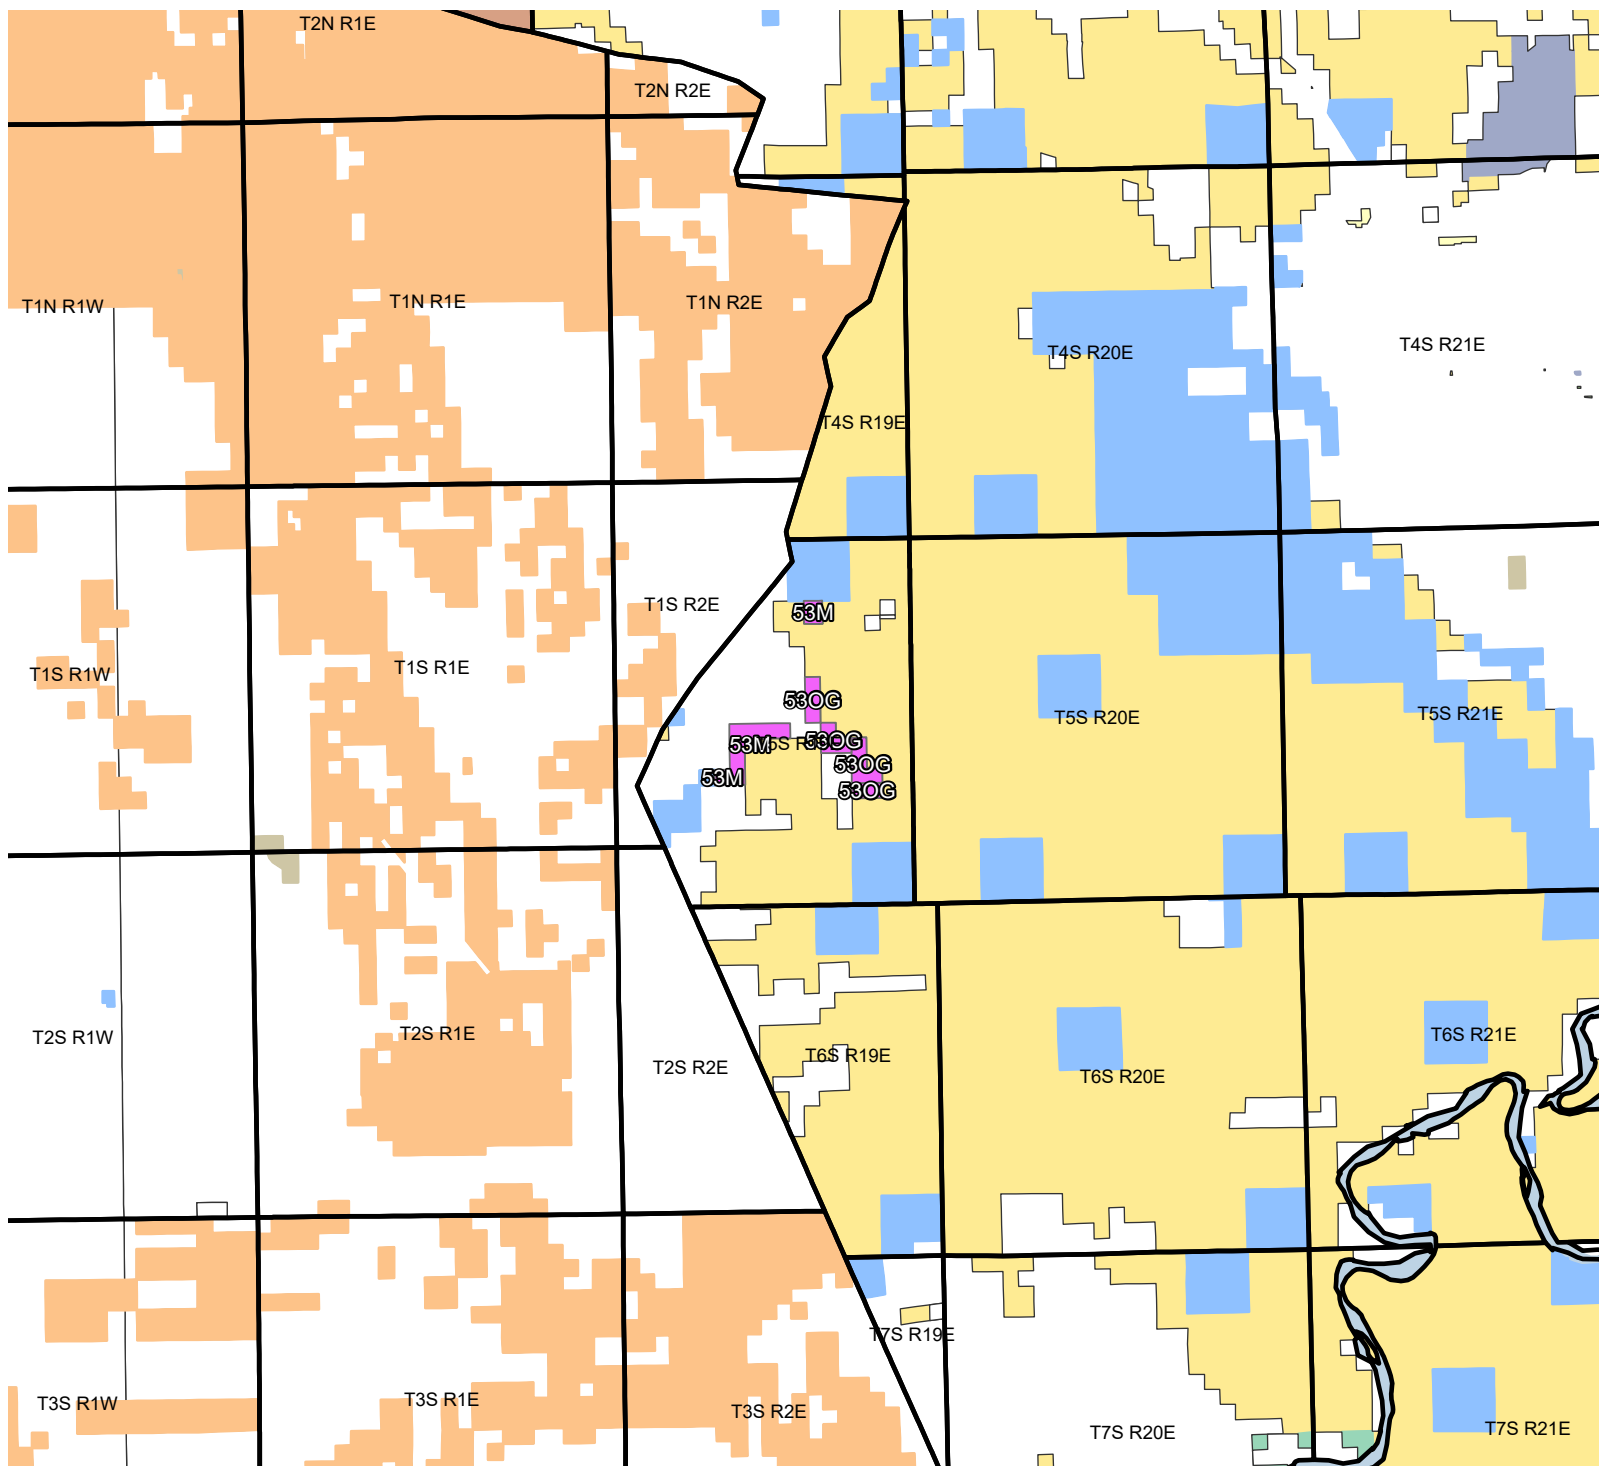 T2N R1E
T2N R2E
T1N R1W
T1N R1E
T1N R2E
T4S R20E
T4S R21E
T4S R19E
53M
T1S R2E
T1S R1W
T1S R1E
53OG
T5S R20E
T5S R21E
53M
53OG
53OG
53M
53OG
T2S R1W
T2S R1E
T2S R2E
T6S R19E
T6S R20E
T6S R21E
T7S R19E
T3S R1W
T3S R1E
T3S R2E
T7S R20E
T7S R21E